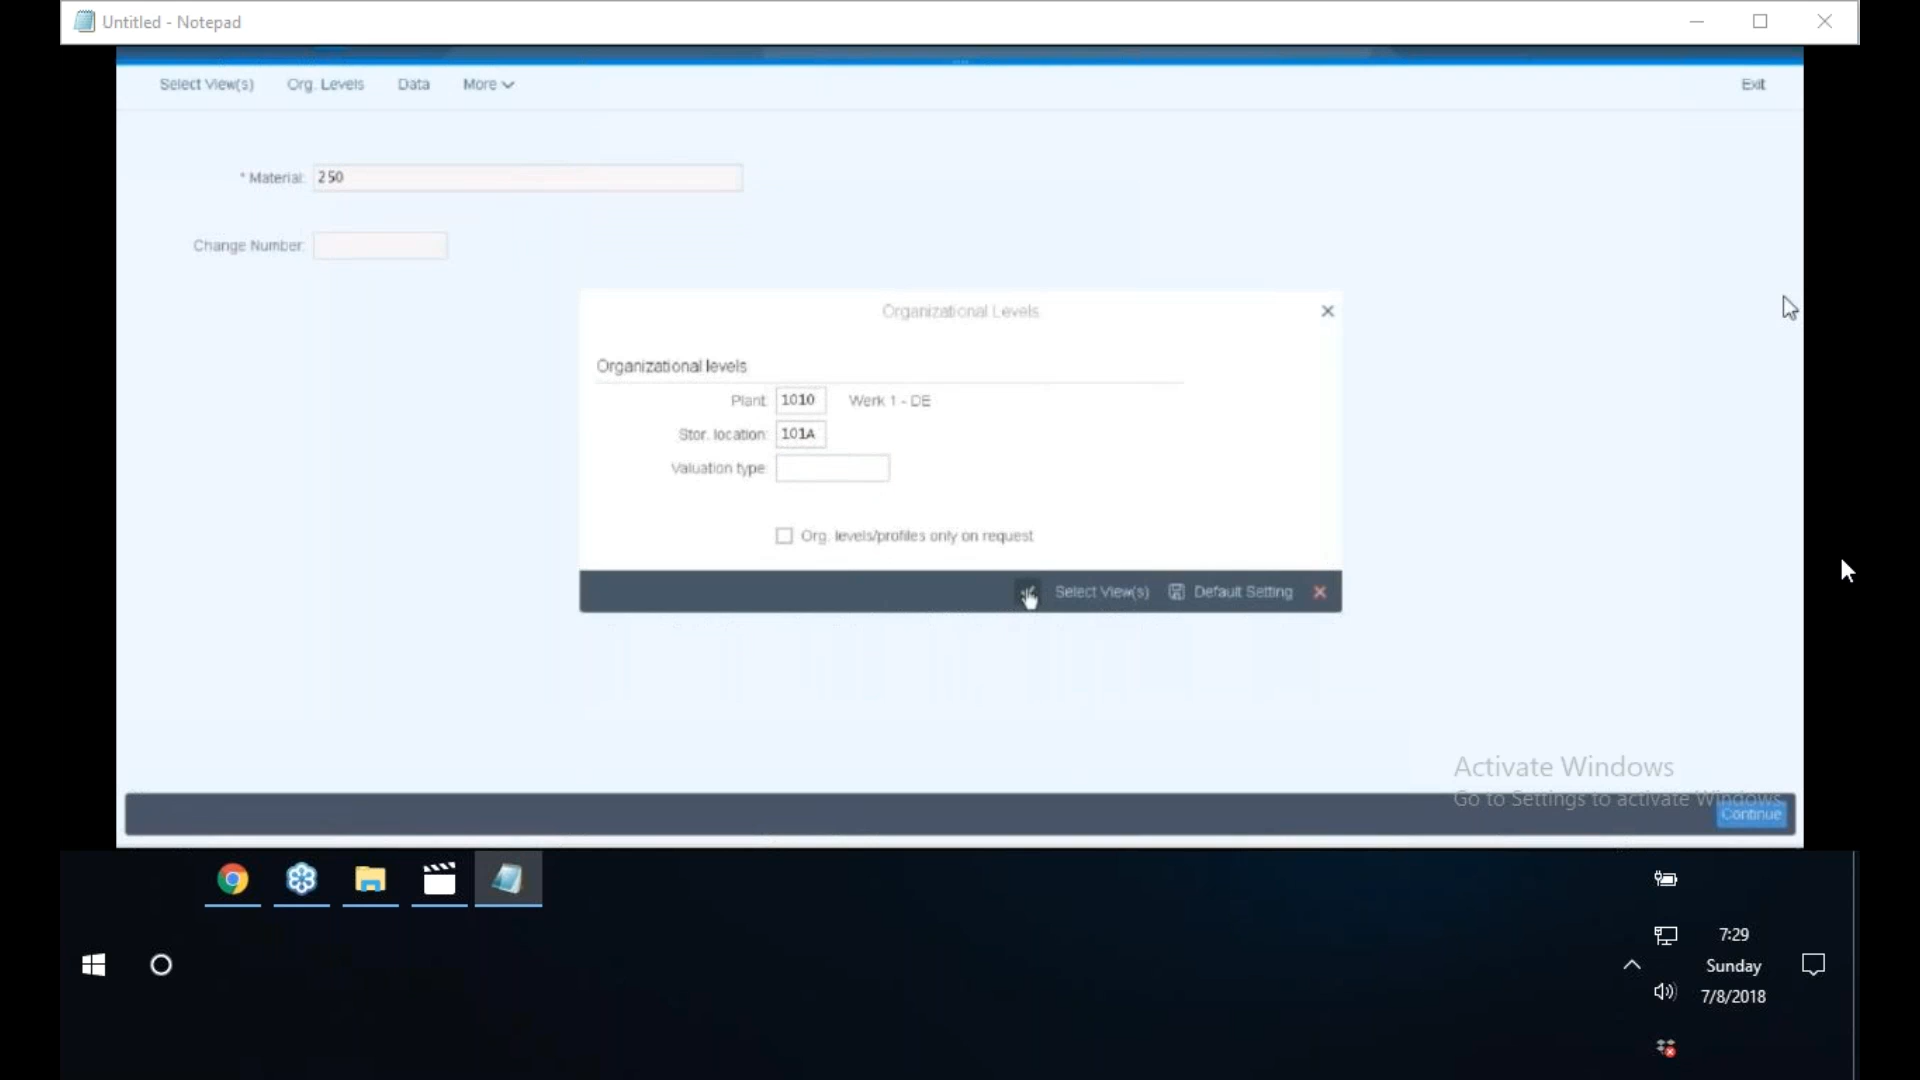 Untitled - Notepad
Select View(s) Org. Levels Data More Exit
* Material: 250
Change Number:
Organizational Levels
Organizational levels
Plant: 1010 Werk 1 - DE
Stor. location: 101A
Valuation type:
Org. levels/profiles only on request
Select View(s) Default Setting
Activate Windows
Go to Settings to activate Windows.
Continue
7:29
Sunday
7/8/2018